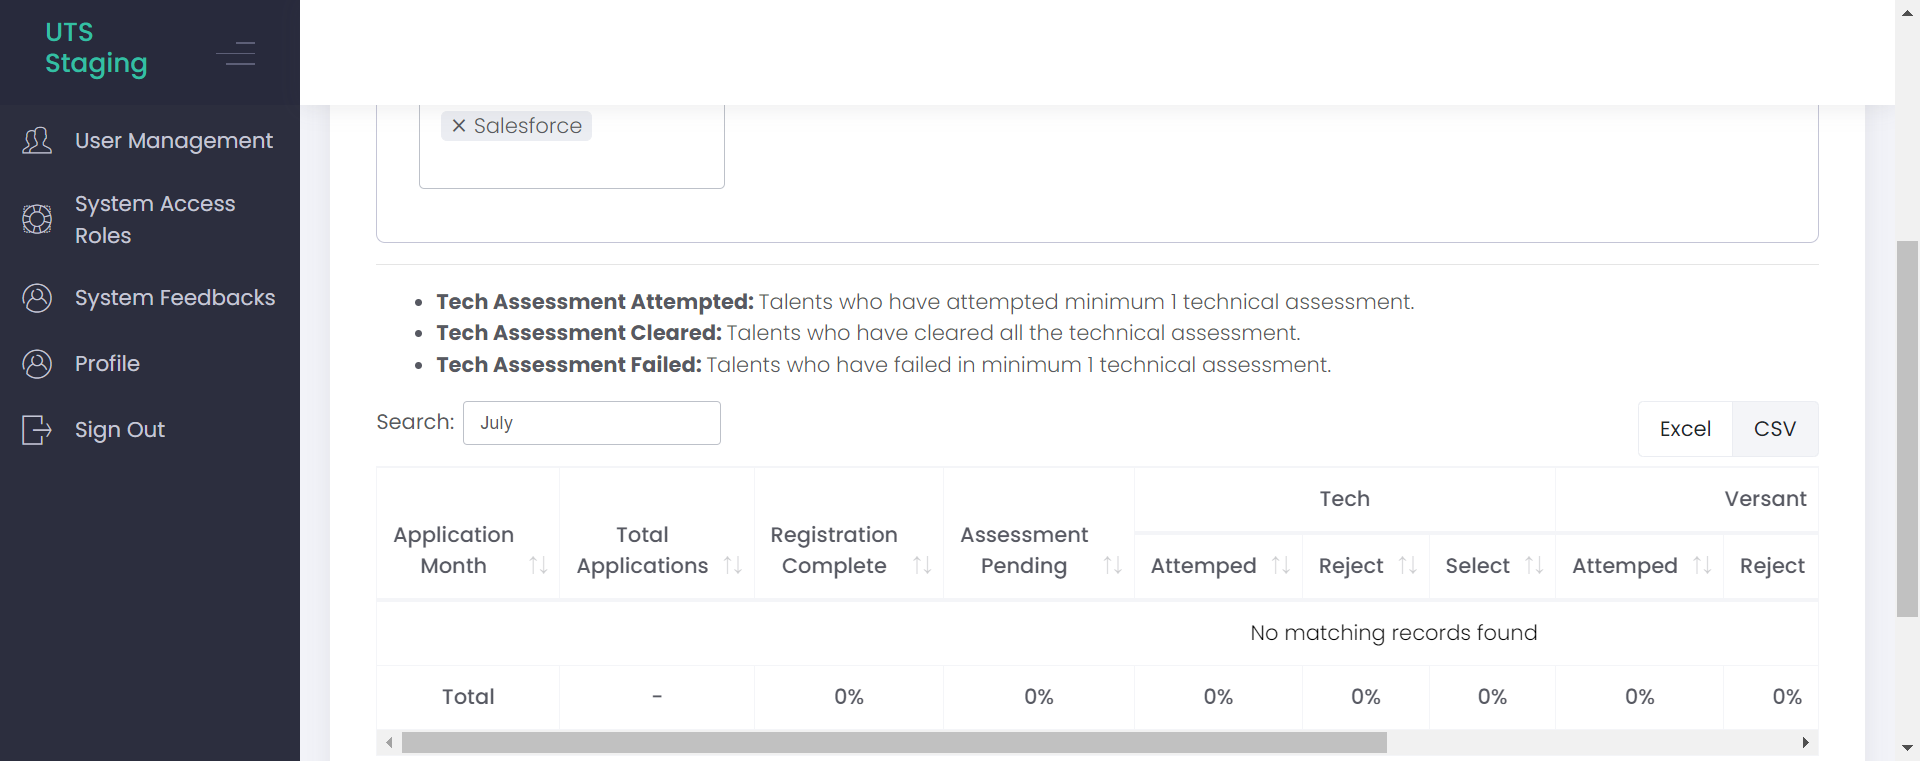 UTS
Staging
User Management
System Access
Roles
System Feedbacks
Profile
Sign Out
× Salesforce
• Tech Assessment Attempted: Talents who have attempted minimum 1 technical assessment.
• Tech Assessment Cleared: Talents who have cleared all the technical assessment.
• Tech Assessment Failed: Talents who have failed in minimum 1 technical assessment.
Search: July
Excel CSV
Tech Versant
Application Month Total Applications Registration Complete Assessment Pending Attemped Reject Select Attemped Reject
No matching records found
Total - 0% 0% 0% 0% 0% 0% 0%